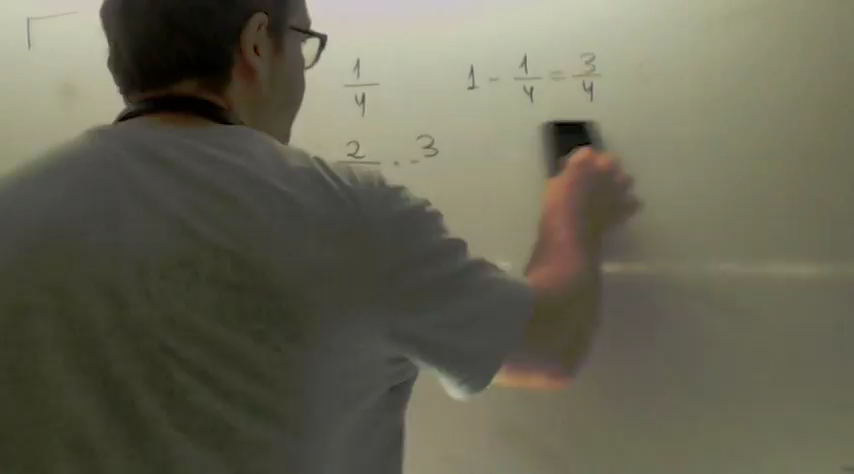 1/4
1 - 1/4 = 3/4
2 3